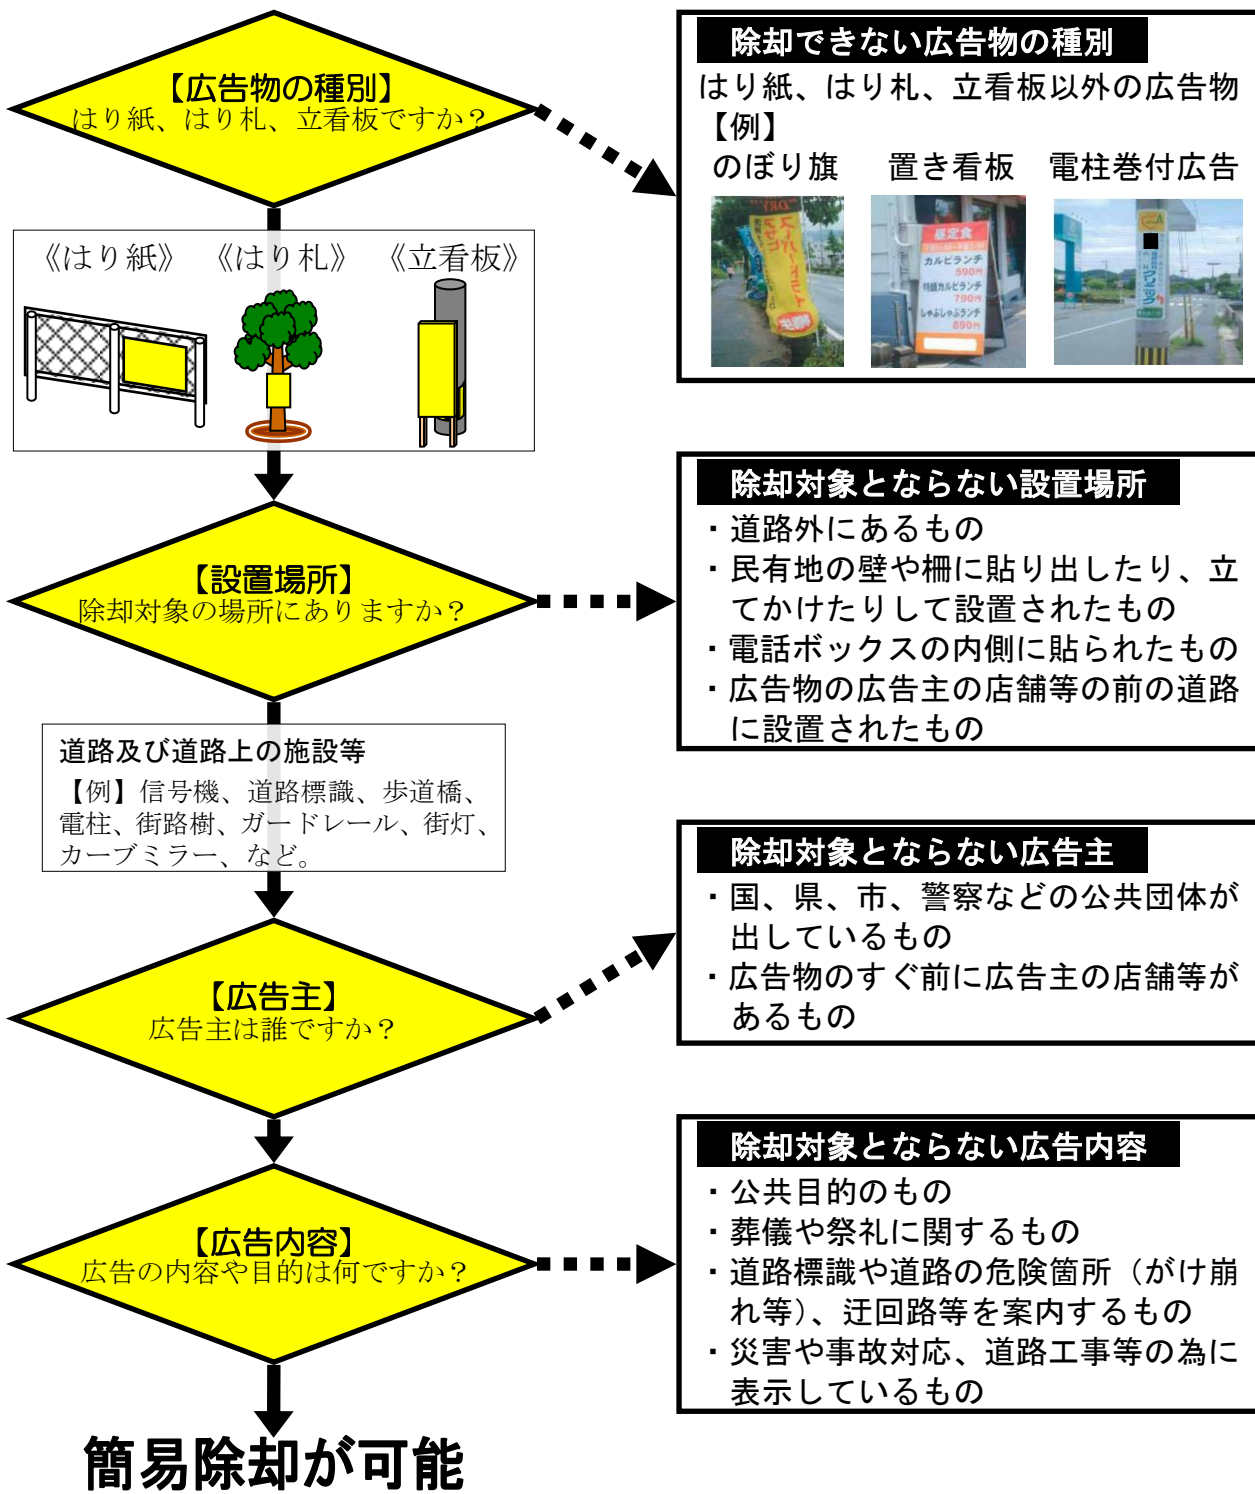 【広告物の種別】
はり紙、はり札、立看板ですか？
《はり紙》 《はり札》 《立看板》
【設置場所】
除却対象の場所にありますか？
道路及び道路上の施設等
【例】信号機、道路標識、歩道橋、
電柱、街路樹、ガードレール、街灯、
カーブミラー、など。
【広告主】
広告主は誰ですか？
【広告内容】
広告の内容や目的は何ですか？
簡易除却が可能
除却できない広告物の種別
はり紙、はり札、立看板以外の広告物
【例】
のぼり旗 置き看板 電柱巻付広告
"DRY"
スーパードライ
アサヒ
昼定食
カルビランチ
590円
特選カルビランチ
790円
しゃぶしゃぶランチ
890円
除却対象とならない設置場所
・道路外にあるもの
・民有地の壁や柵に貼り出したり、立
てかけたりして設置されたもの
・電話ボックスの内側に貼られたもの
・広告物の広告主の店舗等の前の道路
に設置されたもの
除却対象とならない広告主
・国、県、市、警察などの公共団体が
出しているもの
・広告物のすぐ前に広告主の店舗等が
あるもの
除却対象とならない広告内容
・公共目的のもの
・葬儀や祭礼に関するもの
・道路標識や道路の危険箇所（がけ崩
れ等）、迂回路等を案内するもの
・災害や事故対応、道路工事等の為に
表示しているもの